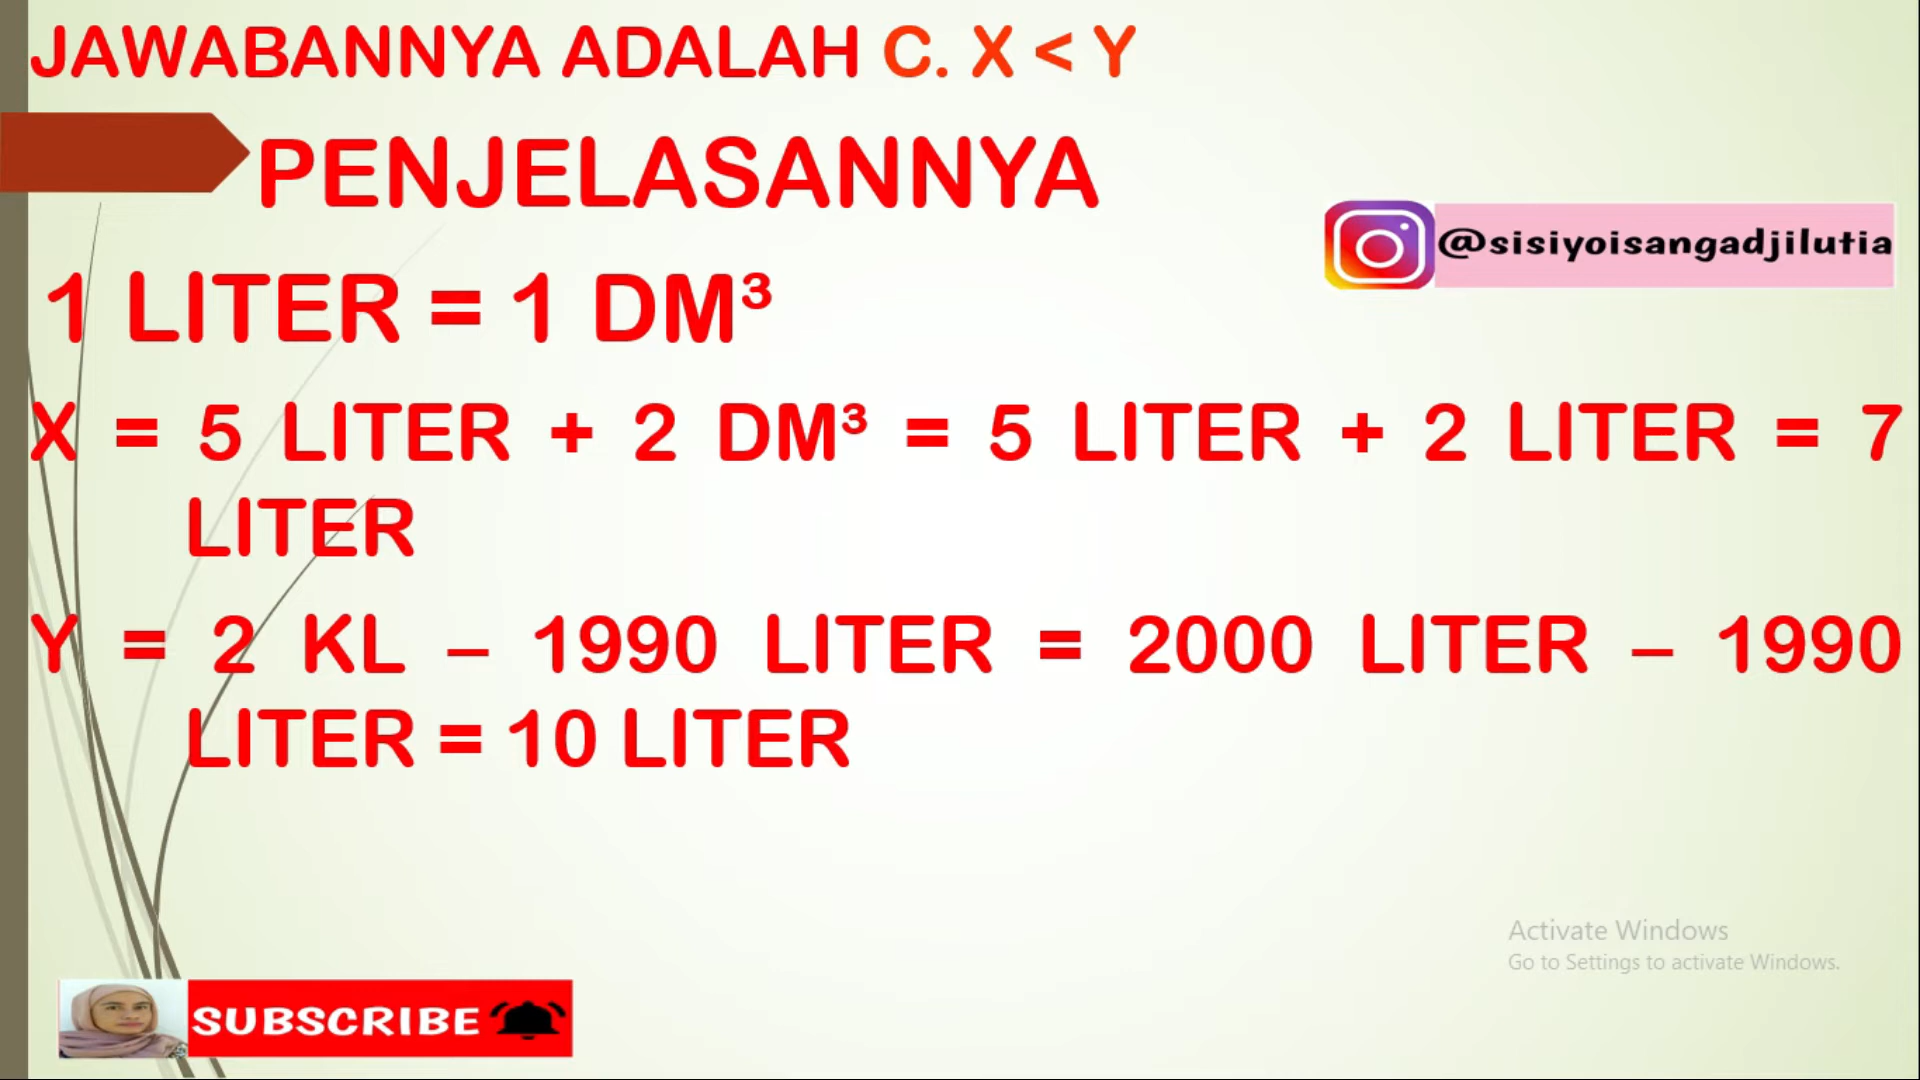 JAWABANNYA ADALAH C. X < Y
PENJELASANNYA
@sisiyoisangadjilutia
1 LITER = 1 DM³
X = 5 LITER + 2 DM³ = 5 LITER + 2 LITER = 7
LITER
Y = 2 KL – 1990 LITER = 2000 LITER – 1990
LITER = 10 LITER
Activate Windows
Go to Settings to activate Windows.
SUBSCRIBE